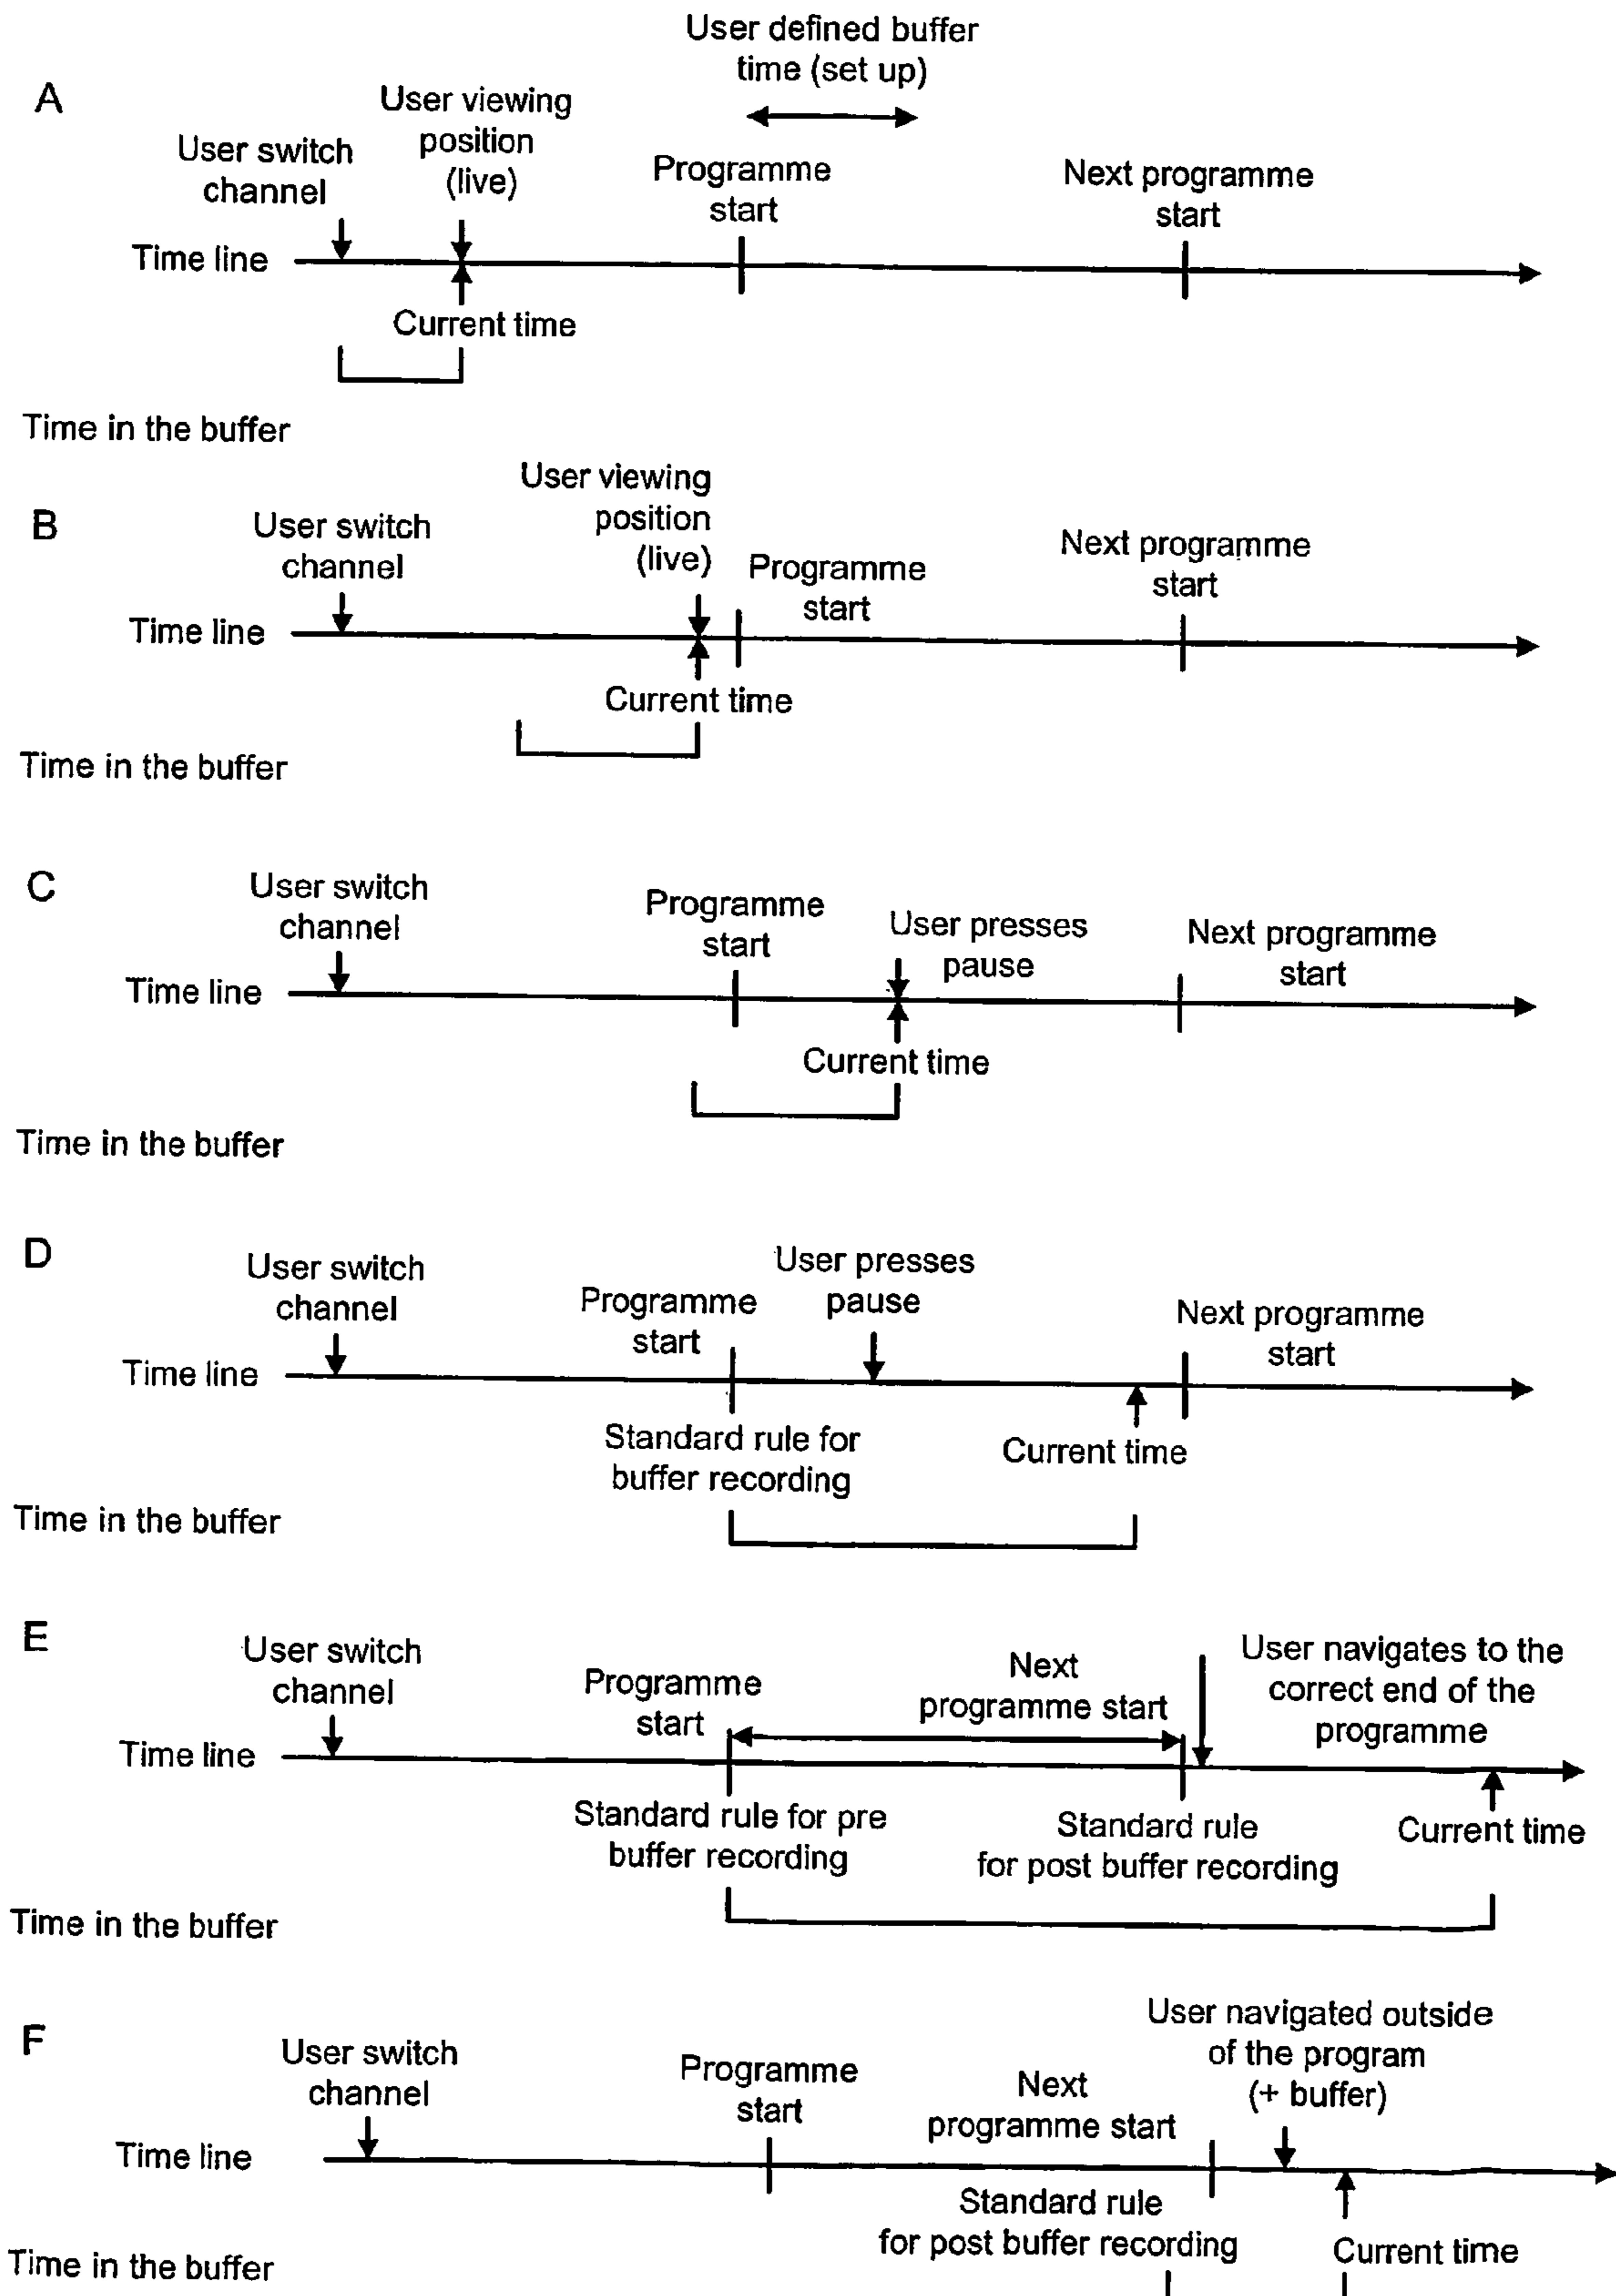 User defined buffer
time (set up)
A
User viewing
position
(live)
User switch
channel
Programme
start
Next programme
start
Time line
Current time
Time in the buffer
User viewing
position
(live)
B
User switch
channel
Programme
start
Next programme
start
Time line
Current time
Time in the buffer
C
User switch
channel
Programme
start
User presses
pause
Next programme
start
Time line
Current time
Time in the buffer
D
User switch
channel
Programme
start
User presses
pause
Next programme
start
Time line
Standard rule for
buffer recording
Current time
Time in the buffer
E
User switch
channel
Programme
start
Next
programme start
User navigates to the
correct end of the
programme
Time line
Standard rule for pre
buffer recording
Standard rule
for post buffer recording
Current time
Time in the buffer
F
User switch
channel
Programme
start
Next
programme start
User navigated outside
of the program
(+ buffer)
Time line
Standard rule
for post buffer recording
Current time
Time in the buffer